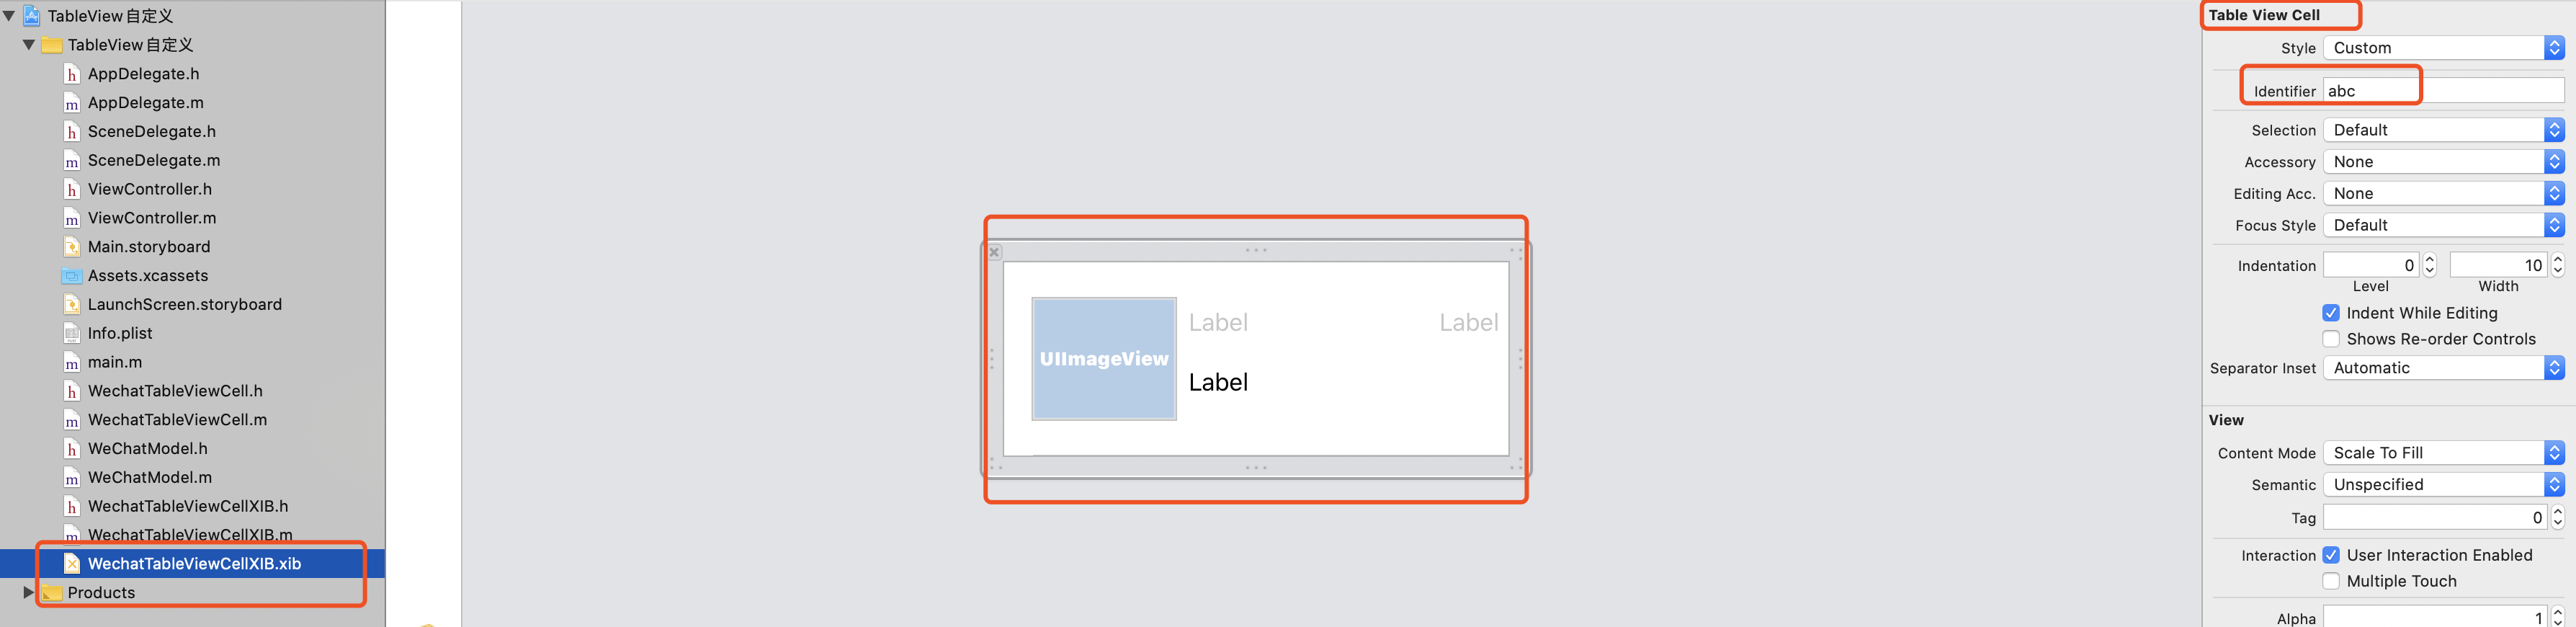 TableView自定义
TableView自定义
AppDelegate.h
AppDelegate.m
SceneDelegate.h
SceneDelegate.m
ViewController.h
ViewController.m
Main.storyboard
Assets.xcassets
LaunchScreen.storyboard
Info.plist
main.m
WechatTableViewCell.h
WechatTableViewCell.m
WeChatModel.h
WeChatModel.m
WechatTableViewCellXIB.h
WechatTableViewCellXIB.m
WechatTableViewCellXIB.xib
Products
UIImageView
Label
Label
Label
Table View Cell
Style Custom
Identifier abc
Selection Default
Accessory None
Editing Acc. None
Focus Style Default
Indentation 0 10
Level Width
Indent While Editing
Shows Re-order Controls
Separator Inset Automatic
View
Content Mode Scale To Fill
Semantic Unspecified
Tag 0
Interaction User Interaction Enabled
Multiple Touch
Alpha 1